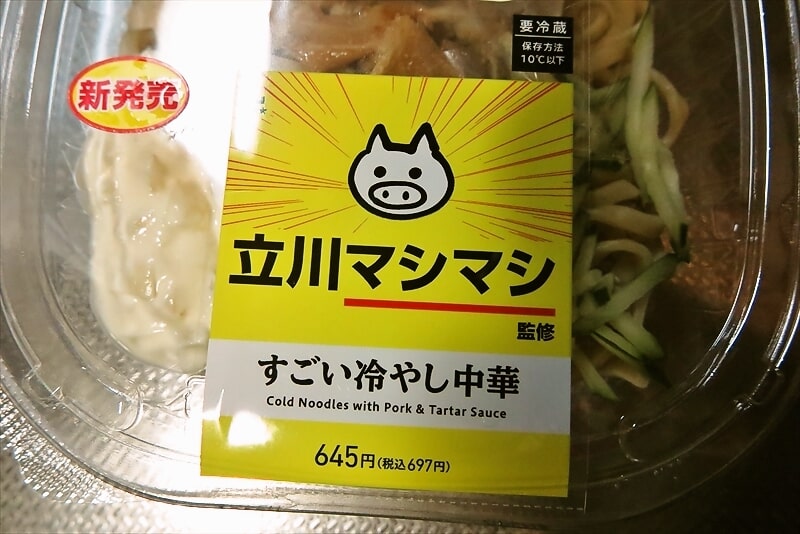 要冷蔵
保存方法
10℃以下
新発売
立川マシマシ
監修
すごい冷やし中華
Cold Noodles with Pork & Tartar Sauce
645円(税込697円)